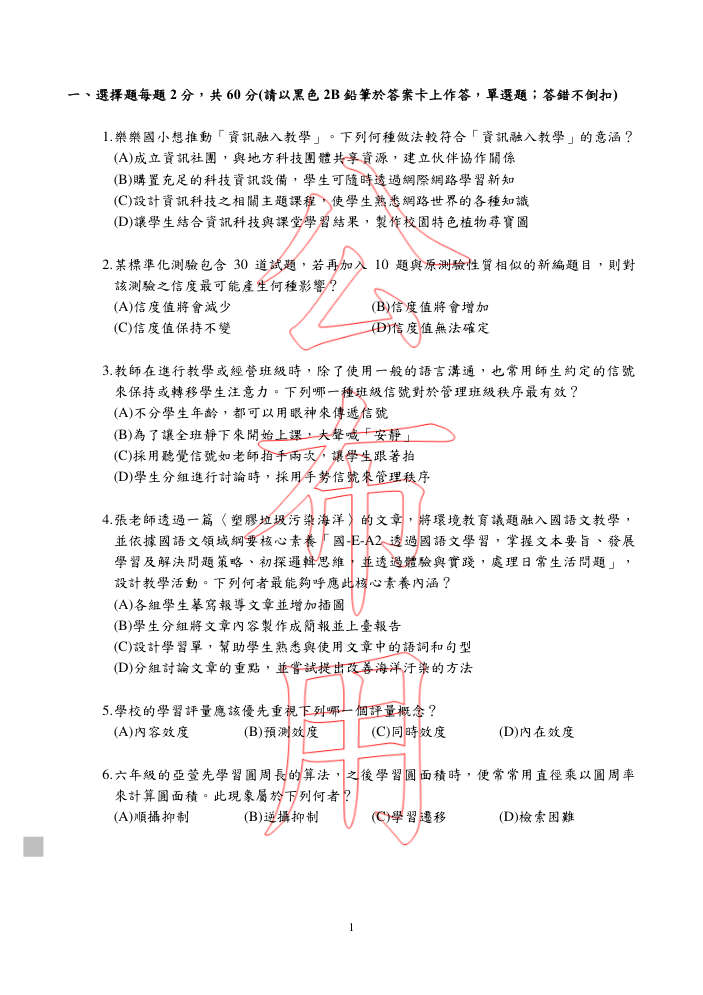 一、選擇題每題 2 分，共 60 分(請以黑色 2B 鉛筆於答案卡上作答，單選題；答錯不倒扣)
1.樂樂國小想推動「資訊融入教學」。下列何種做法較符合「資訊融入教學」的意涵？
(A)成立資訊社團，與地方科技團體共享資源，建立伙伴協作關係
(B)購置充足的科技資訊設備，學生可隨時透過網際網路學習新知
(C)設計資訊科技之相關主題課程，使學生熟悉網路世界的各種知識
(D)讓學生結合資訊科技與課堂學習結果，製作校園特色植物尋寶圖
2.某標準化測驗包含 30 道試題，若再加入 10 題與原測驗性質相似的新編題目，則對
該測驗之信度最可能產生何種影響？
(A)信度值將會減少 (B)信度值將會增加
(C)信度值保持不變 (D)信度值無法確定
3.教師在進行教學或經營班級時，除了使用一般的語言溝通，也常用師生約定的信號
來保持或轉移學生注意力。下列哪一種班級信號對於管理班級秩序最有效？
(A)不分學生年齡，都可以用眼神來傳遞信號
(B)為了讓全班靜下來開始上課，大聲喊「安靜」
(C)採用聽覺信號如老師拍手兩次，讓學生跟著拍
(D)學生分組進行討論時，採用手勢信號來管理秩序
4.張老師透過一篇〈塑膠垃圾污染海洋〉的文章，將環境教育議題融入國語文教學，
並依據國語文領域綱要核心素養「國-E-A2 透過國語文學習，掌握文本要旨、發展
學習及解決問題策略、初探邏輯思維，並透過體驗與實踐，處理日常生活問題」，
設計教學活動。下列何者最能夠呼應此核心素養內涵？
(A)各組學生摹寫報導文章並增加插圖
(B)學生分組將文章內容製作成簡報並上臺報告
(C)設計學習單，幫助學生熟悉與使用文章中的語詞和句型
(D)分組討論文章的重點，並嘗試提出改善海洋汙染的方法
5.學校的學習評量應該優先重視下列哪一個評量概念？
(A)內容效度 (B)預測效度 (C)同時效度 (D)內在效度
6.六年級的亞萱先學習圓周長的算法，之後學習圓面積時，便常常用直徑乘以圓周率
來計算圓面積。此現象屬於下列何者？
(A)順攝抑制 (B)逆攝抑制 (C)學習遷移 (D)檢索困難
公布用
1